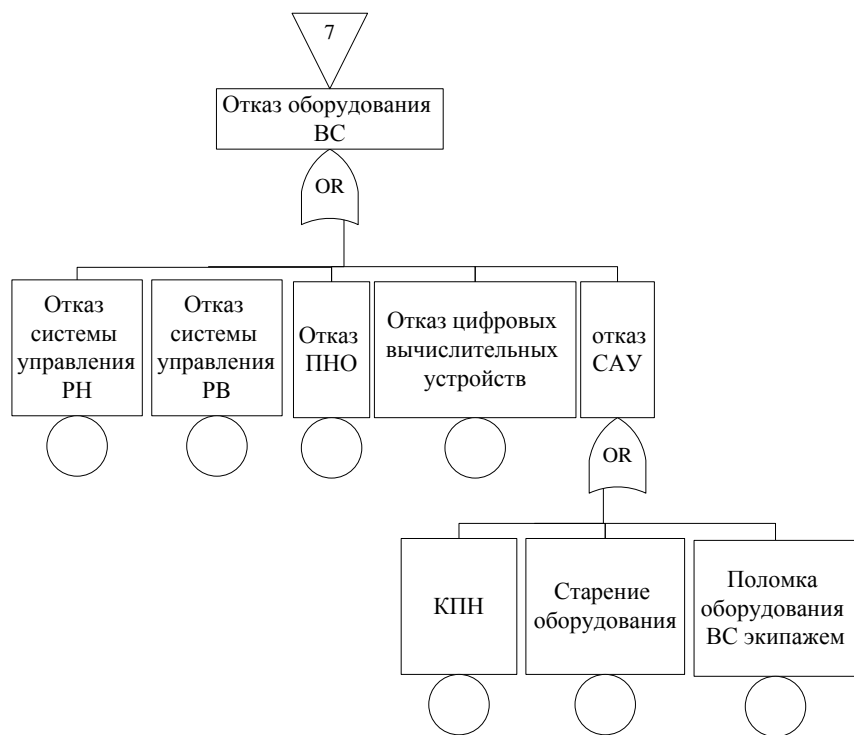 7
Отказ оборудования
ВС
OR
Отказ
системы
управления
РН
Отказ
системы
управления
РВ
Отказ
ПНО
Отказ цифровых
вычислительных
устройств
отказ
САУ
OR
КПН
Старение
оборудования
Поломка
оборудования
ВС экипажем